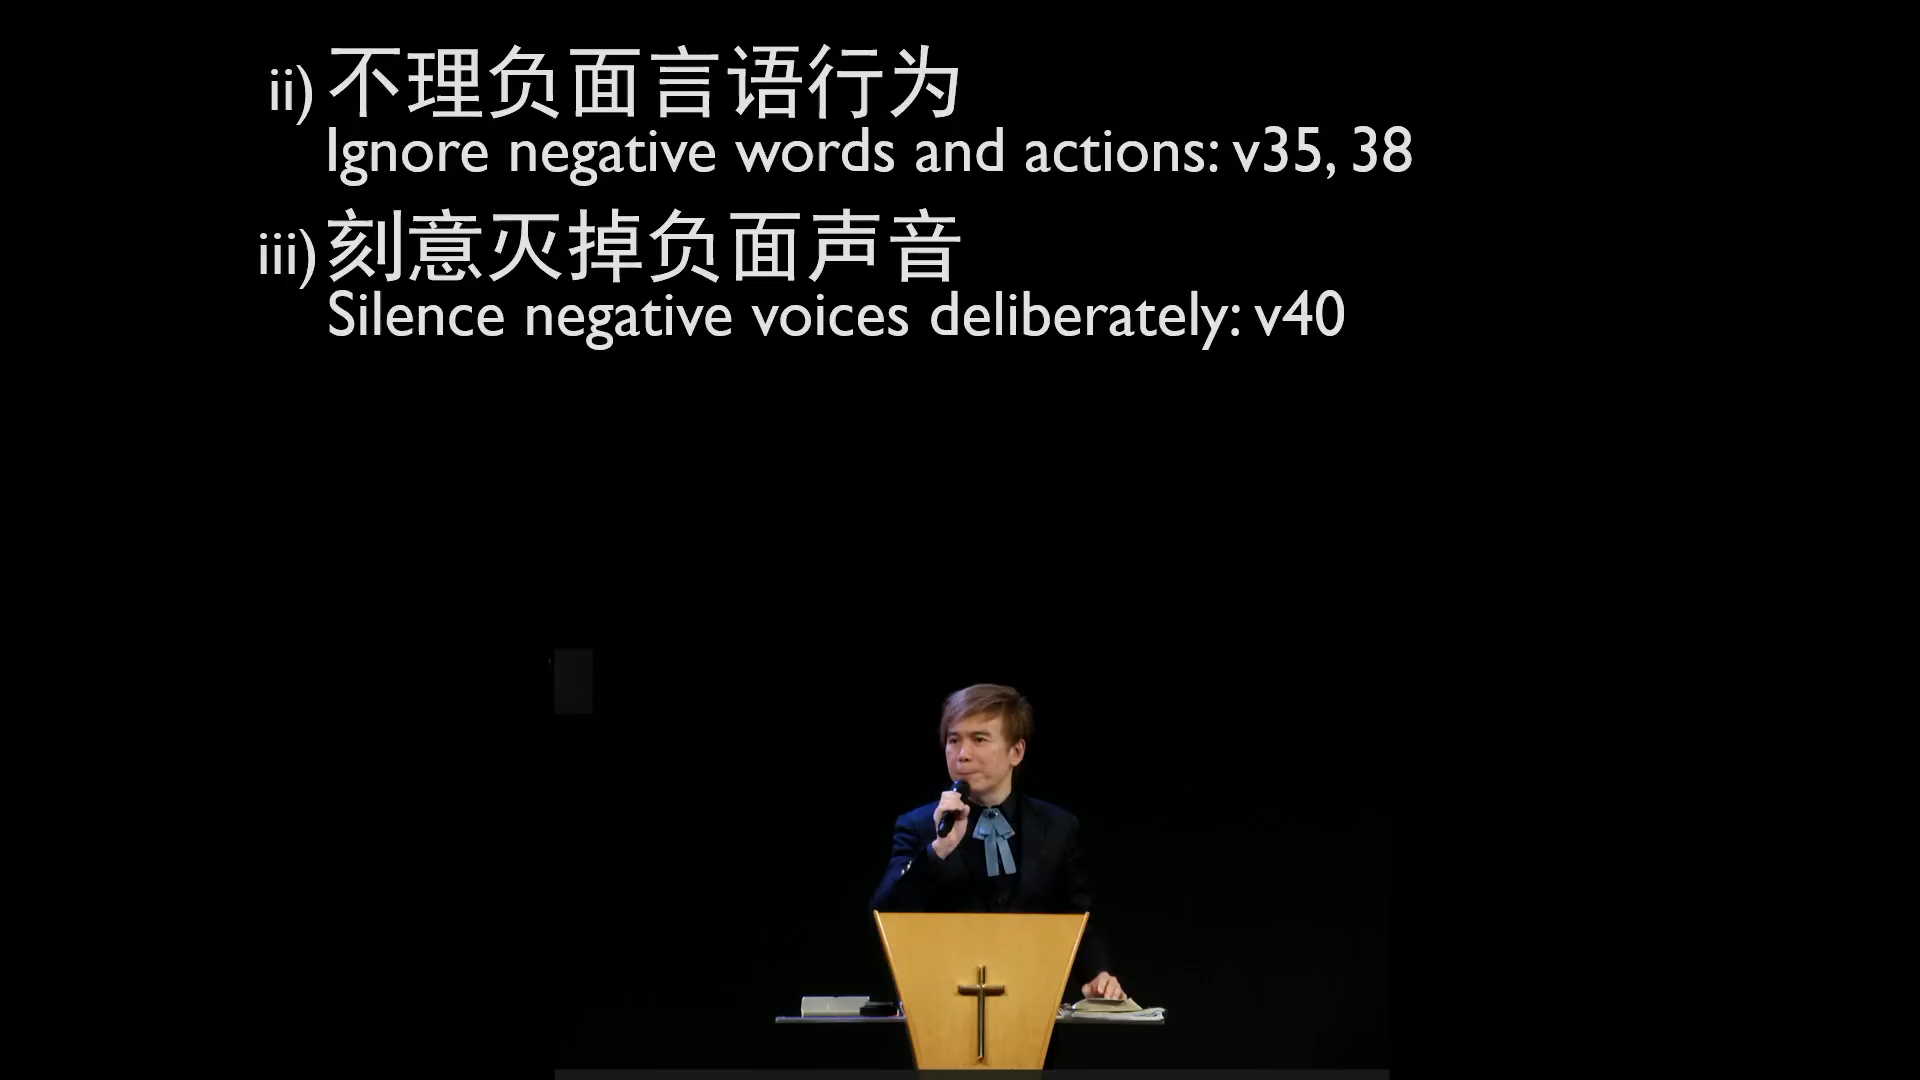 ii) 不理负面言语行为
Ignore negative words and actions: v35, 38
iii) 刻意灭掉负面声音
Silence negative voices deliberately: v40